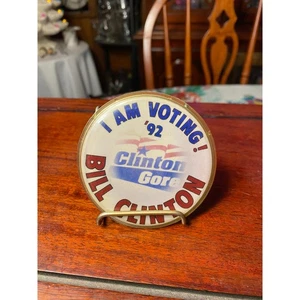 I AM VOTING!
'92
Clinton
Gore
BILL CLINTON